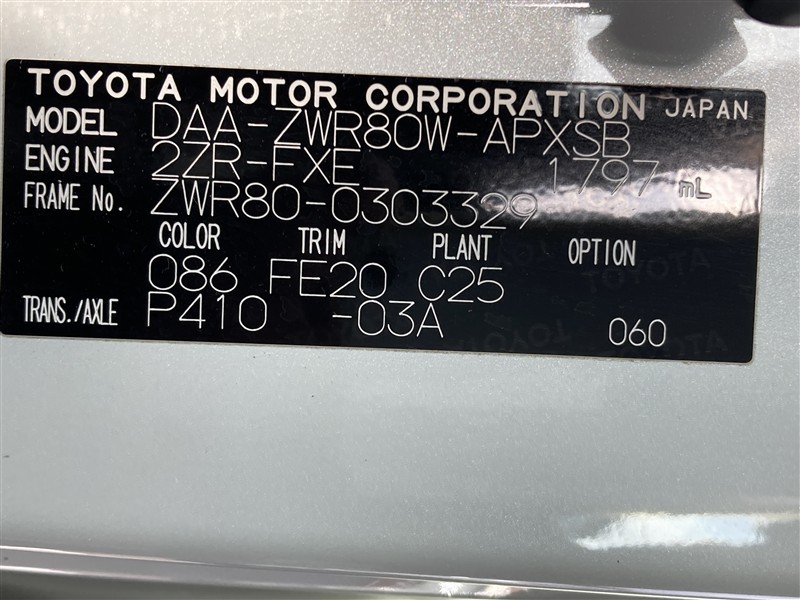 TOYOTA MOTOR CORPORATION JAPAN
MODEL DAA-ZWR80W-APXSB
ENGINE 2ZR-FXE 1797 mL
FRAME No. ZWR80-0303329
COLOR TRIM PLANT OPTION
086 FE20 C25
TRANS./AXLE P410 -03A 060